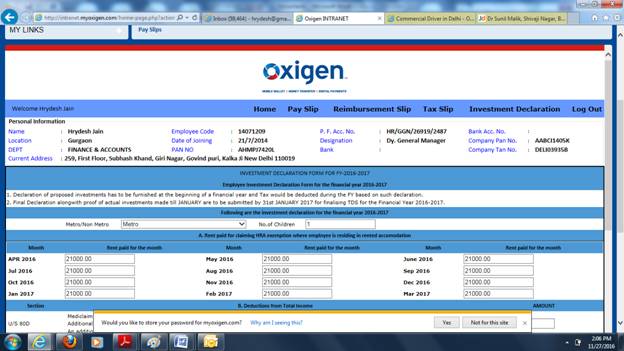 http://intranet.myoxigen.com/home-page.php?action
Inbox (98,464) - hrydesh@gma...
Oxigen INTRANET
Commercial Driver in Delhi - O...
Dr Sunil Malik, Shivaji Nagar, B...
MY LINKS
Pay Slips
Oxigen
MOBILE WALLET | MONEY TRANSFER | DIGITAL PAYMENTS
Welcome Hrydesh Jain
Home Pay Slip Reimbursement Slip Tax Slip Investment Declaration Log Out
Personal Information
Name : Hrydesh Jain Employee Code : 14071209 P. F. Acc. No. : HR/GGN/26919/2487 Bank Acc. No. :
Location : Gurgaon Date of Joining : 21/7/2014 Designation : Dy. General Manager Company Pan No. : AABCI1405K
DEPT : FINANCE & ACCOUNTS PAN NO : AHMPJ7420L Bank : Company Tan No. : DELI03935B
Current Address : 259, First Floor, Subhush Khand, Giri Nagar, Govind puri, Kalka Ji New Delhi 110019
INVESTMENT DECLARATION FORM FOR FY-2016-2017
Employee Investment Declaration Form for the financial year 2016-2017
1. Declaration of proposed investments has to be furnished at the beginning of a financial year and Tax would be deducted during the FY based on such declaration.
2. Final Declaration alongwith proof of actual investments made till JANUARY are to be submitted by 31st JANUARY 2017 for finalising TDS for the Financial Year 2016-2017.
Following are the investment declaration for the financial year 2016-2017
Metro/Non Metro Metro No.of Children 1
A. Rent paid for claiming HRA exemption where employee is residing in rented accomodation
Month Rent paid for the month Month Rent paid for the month Month Rent paid for the month
APR 2016 21000.00 May 2016 21000.00 June 2016 21000.00
Jul 2016 21000.00 Aug 2016 21000.00 Sep 2016 21000.00
Oct 2016 21000.00 Nov 2016 21000.00 Dec 2016 21000.00
Jan 2017 21000.00 Feb 2017 21000.00 Mar 2017 21000.00
Section B. Deductions from Total Income AMOUNT
Mediclaim
U/S 80D Additional
An additio
Would you like to store your password for myoxigen.com? Why am I seeing this? Yes Not for this site
2:06 PM
11/27/2016